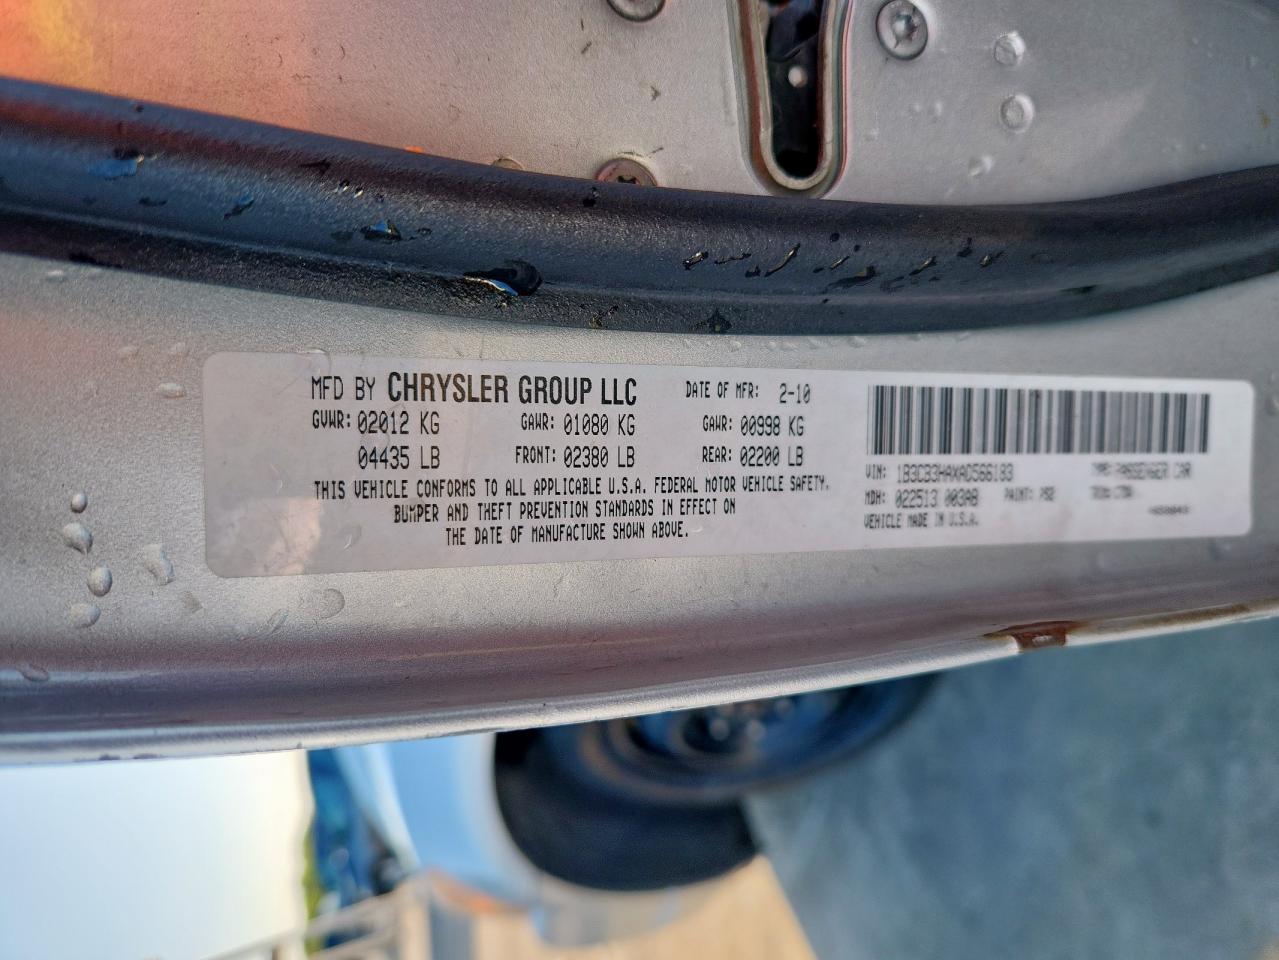 MFD BY CHRYSLER GROUP LLC DATE OF MFR: 2-10
GVWR: 02012 KG GAWR: 01080 KG GAWR: 00998 KG
04435 LB FRONT: 02380 LB REAR: 02200 LB
THIS VEHICLE CONFORMS TO ALL APPLICABLE U.S.A. FEDERAL MOTOR VEHICLE SAFETY,
BUMPER AND THEFT PREVENTION STANDARDS IN EFFECT ON
THE DATE OF MANUFACTURE SHOWN ABOVE.
VIN: 1B3CB3HAXAD566183 TYPE: PASSENGER CAR
MDH: 022513 003AB PAINT: PS2
VEHICLE MADE IN U.S.A.